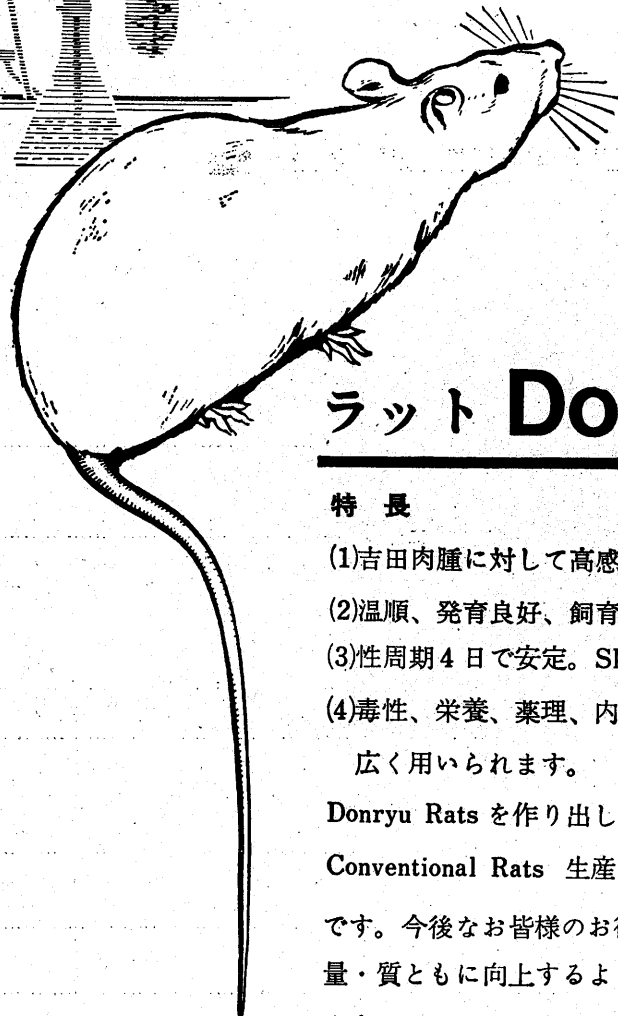 ラット Do
特 長
(1)吉田肉腫に対して高感
(2)温順、発育良好、飼育
(3)性周期4日で安定。SP
(4)毒性、栄養、薬理、内
広く用いられます。
Donryu Rats を作り出し
Conventional Rats 生産
です。今後なお皆様のお
量・質ともに向上するよ